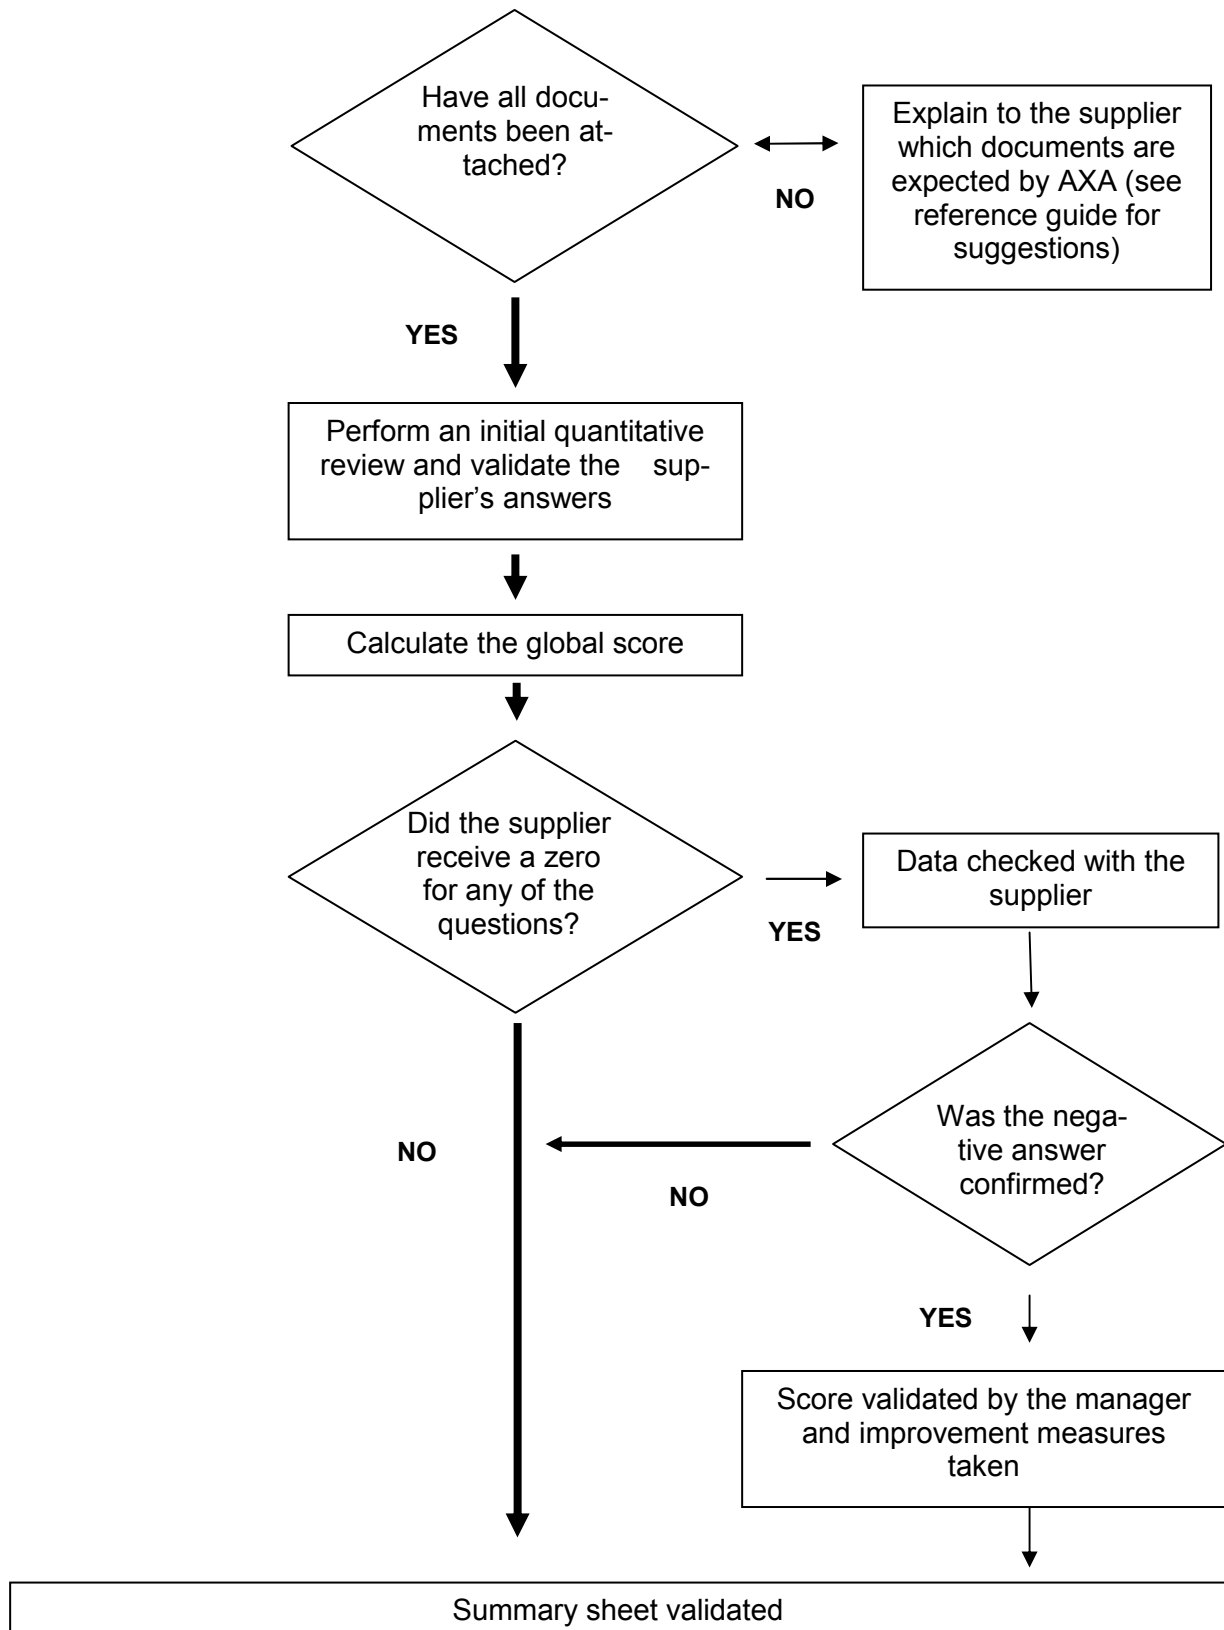 Have all docu-
ments been at-
tached?
Explain to the supplier
which documents are
expected by AXA (see
reference guide for
suggestions)
NO
YES
Perform an initial quantitative
review and validate the sup-
plier’s answers
Calculate the global score
Did the supplier
receive a zero
for any of the
questions?
YES
Data checked with the
supplier
Was the nega-
tive answer
confirmed?
NO
NO
YES
Score validated by the manager
and improvement measures
taken
Summary sheet validated